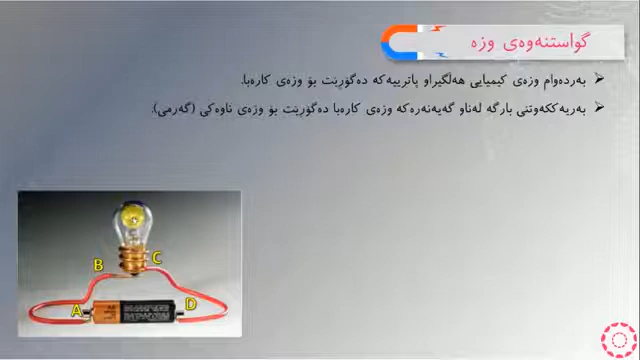 گواستنەوەی وزە
بەردەوام وزەی کیمیایی هەڵگیراو پاترییەکە دەگۆڕێت بۆ وزەی کارەبا.
بەریەککەوتنی بارگە لەناو گەیەنەرەکە وزەی کارەبا دەگۆڕێت بۆ وزەی ناوەکی (گەرمی).
B
C
A
D